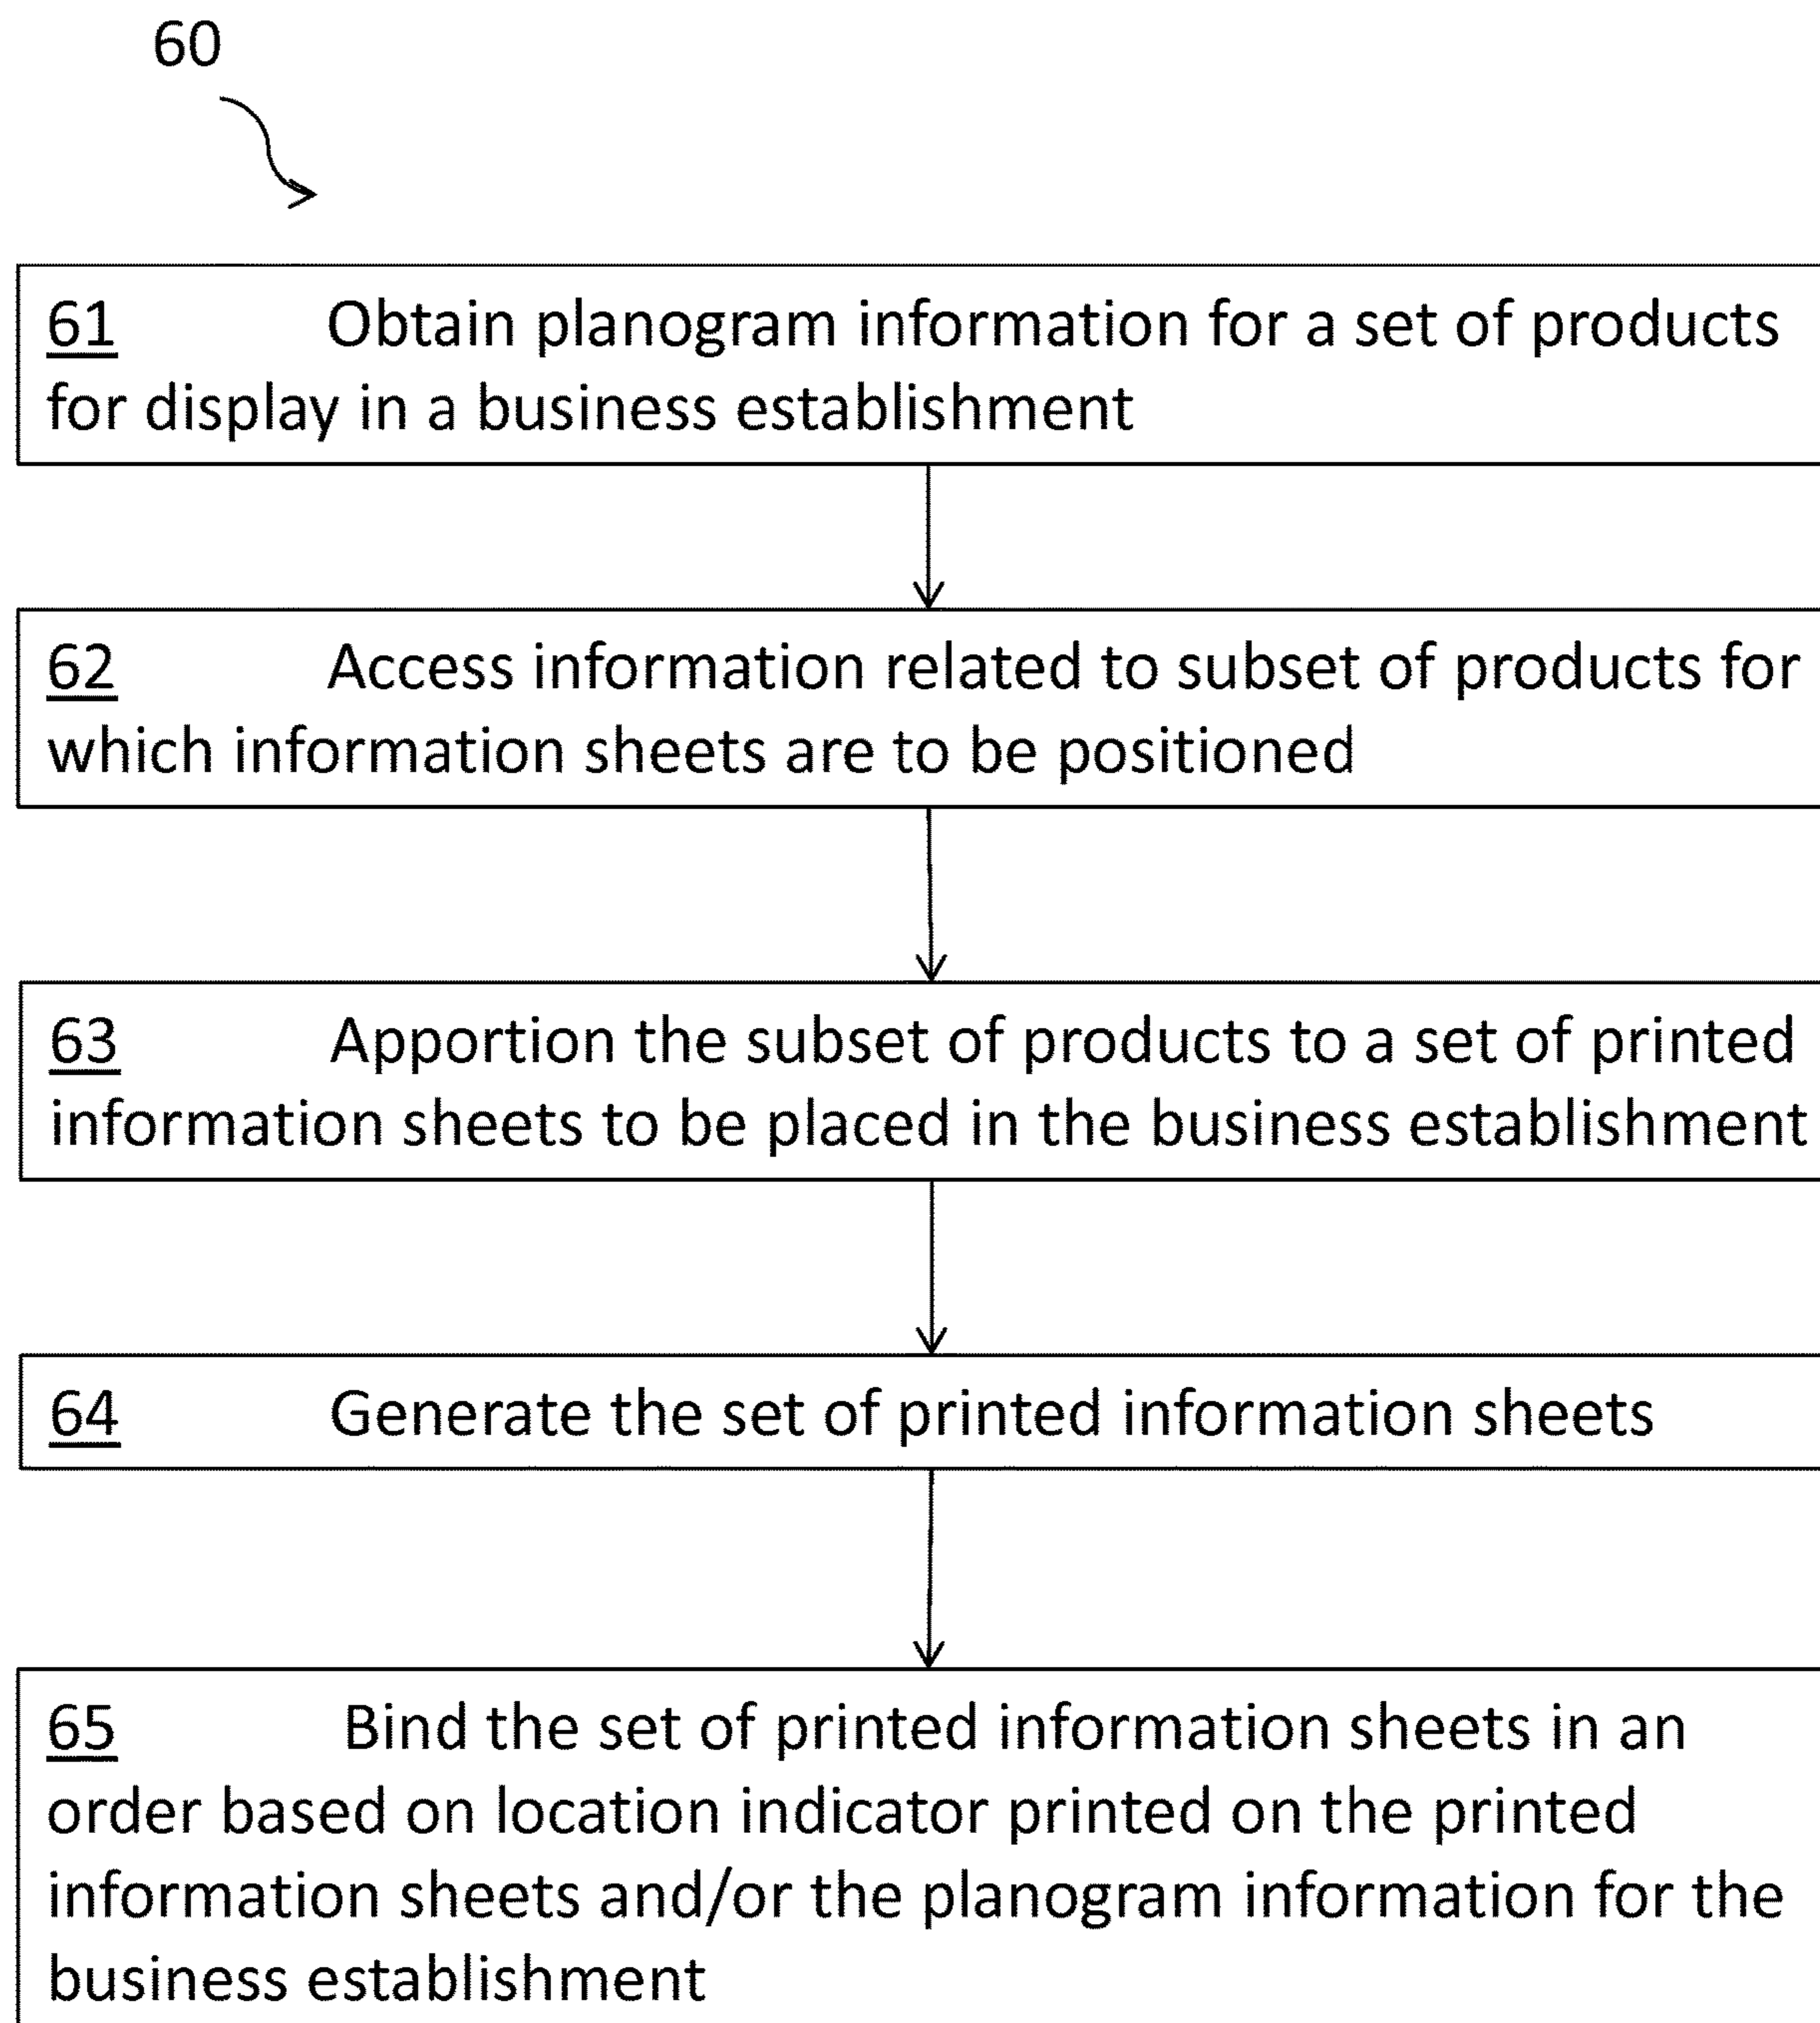 60
61 Obtain planogram information for a set of products
for display in a business establishment
62 Access information related to subset of products for
which information sheets are to be positioned
63 Apportion the subset of products to a set of printed
information sheets to be placed in the business establishment
64 Generate the set of printed information sheets
65 Bind the set of printed information sheets in an
order based on location indicator printed on the printed
information sheets and/or the planogram information for the
business establishment